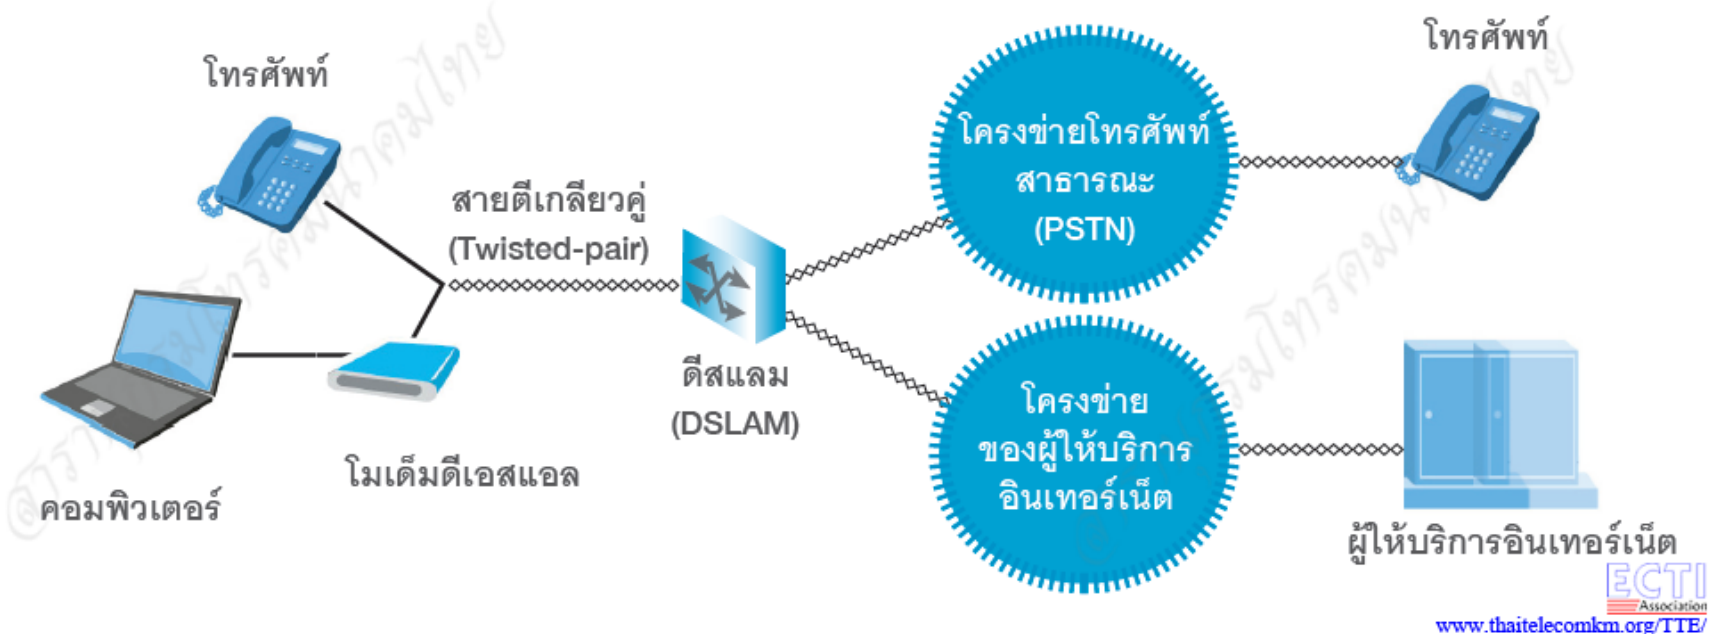 โทรศัพท์
โทรศัพท์
สายตีเกลียวคู่
(Twisted-pair)
โครงข่ายโทรศัพท์
สาธารณะ
(PSTN)
ดีสแลม
(DSLAM)
โครงข่าย
ของผู้ให้บริการ
อินเทอร์เน็ต
โมเด็มดีเอสแอล
คอมพิวเตอร์
ผู้ให้บริการอินเทอร์เน็ต
ECTI
Association
www.thaitelecomkm.org/TTE/